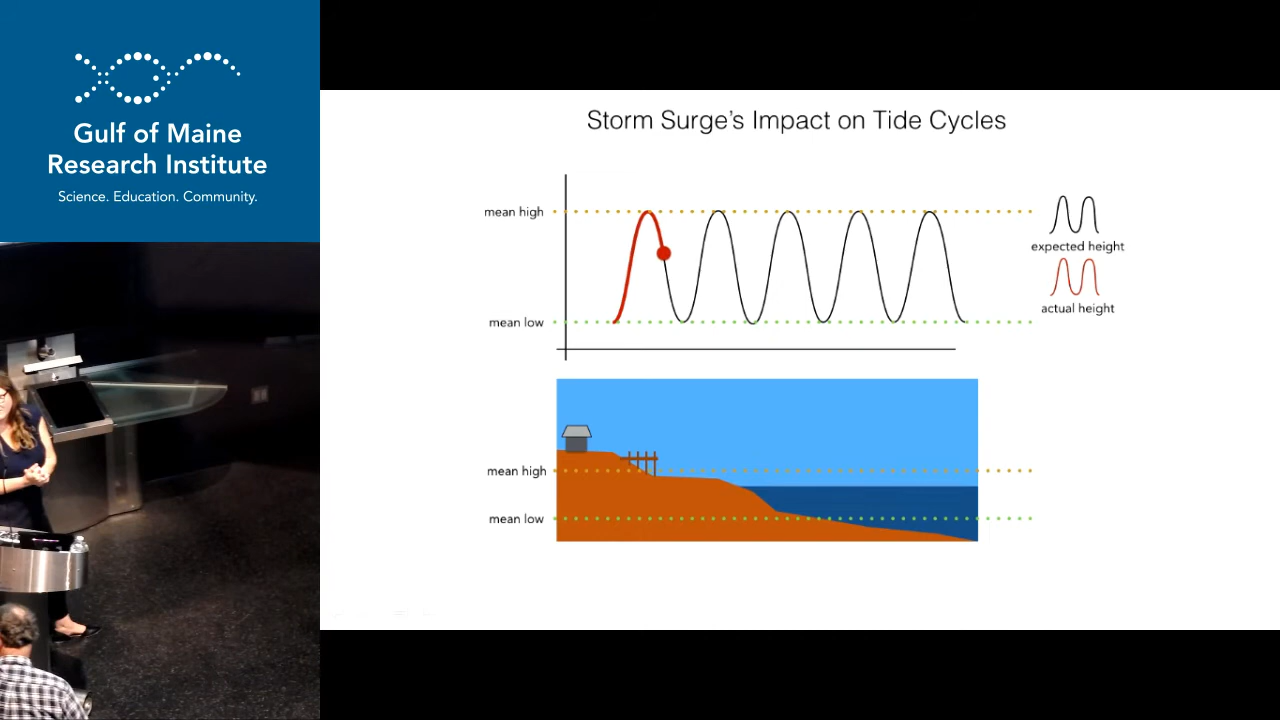 Gulf of Maine
Research Institute
Science. Education. Community.
Storm Surge's Impact on Tide Cycles
mean high
mean low
expected height
actual height
mean high
mean low